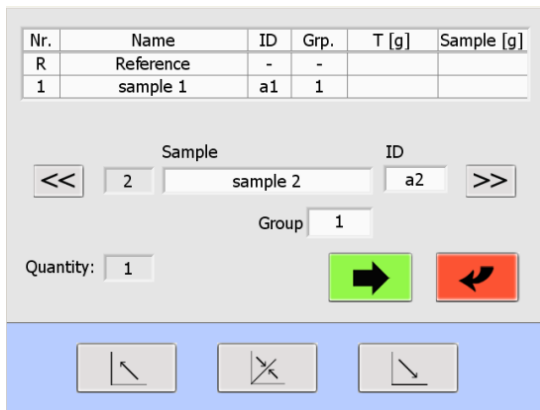 Nr. Name ID Grp. T [g] Sample [g]
R Reference - -
1 sample 1 a1 1
Sample ID
<< 2 sample 2 a2 >>
Group 1
Quantity: 1